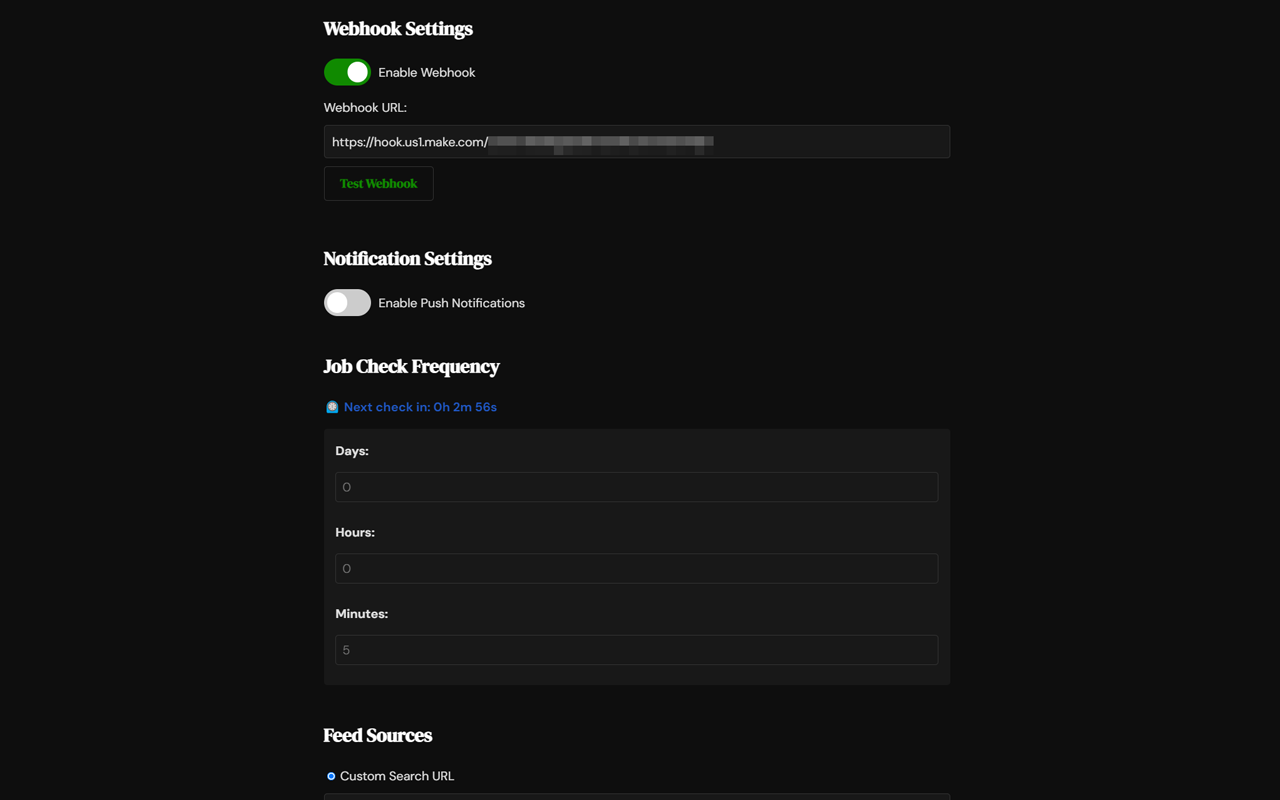 Webhook Settings
Enable Webhook
Webhook URL:
https://hook.us1.make.com/
Test Webhook
Notification Settings
Enable Push Notifications
Job Check Frequency
Next check in: 0h 2m 56s
Days:
0
Hours:
0
Minutes:
5
Feed Sources
Custom Search URL